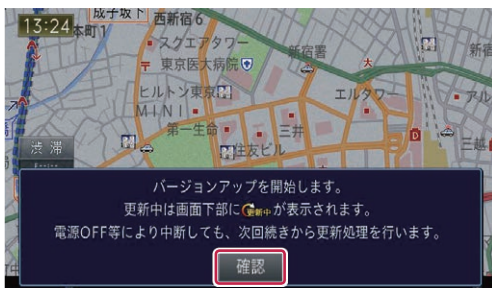 13:24
本町1
成子坂下
西新宿6
スクエアタワー
新宿署
新宿
東京医大病院
ヒルトン東京
エルタワー
アル
MINI
第一生命
三井
渋滞
住友ビル
三越
バージョンアップを開始します。
更新中は画面下部に更新中が表示されます。
電源OFF等により中断しても、次回続きから更新処理を行います。
確認